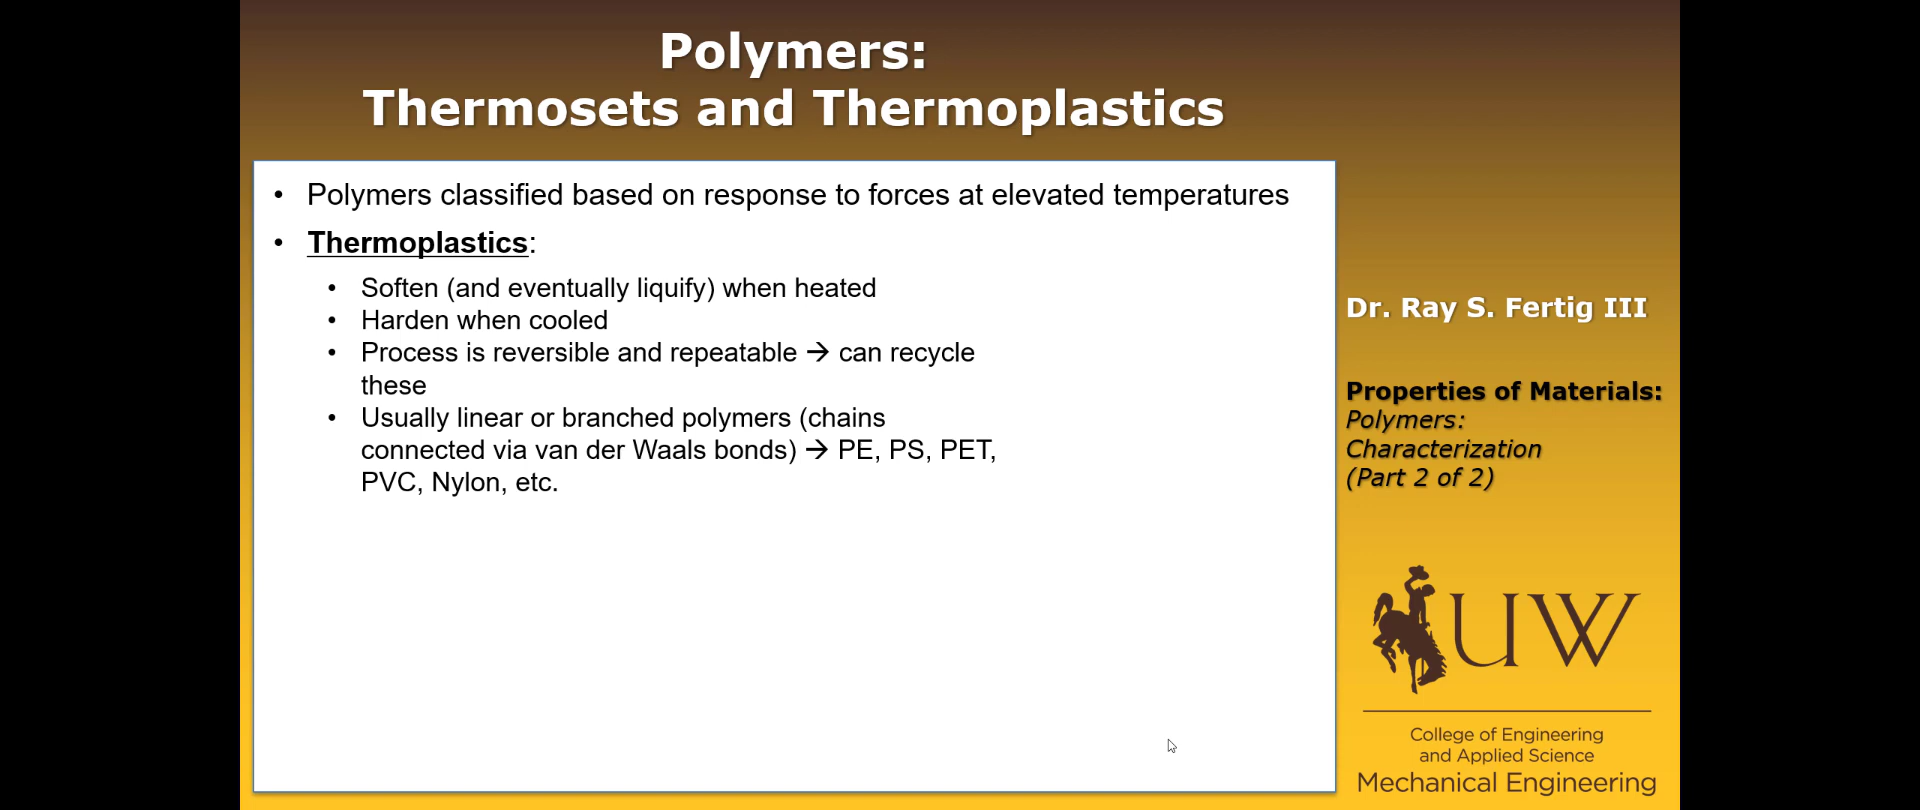 Polymers:
Thermosets and Thermoplastics
• Polymers classified based on response to forces at elevated temperatures
• Thermoplastics:
• Soften (and eventually liquify) when heated
• Harden when cooled
• Process is reversible and repeatable → can recycle
these
• Usually linear or branched polymers (chains
connected via van der Waals bonds) → PE, PS, PET,
PVC, Nylon, etc.
Dr. Ray S. Fertig III
Properties of Materials:
Polymers:
Characterization
(Part 2 of 2)
UW
College of Engineering
and Applied Science
Mechanical Engineering